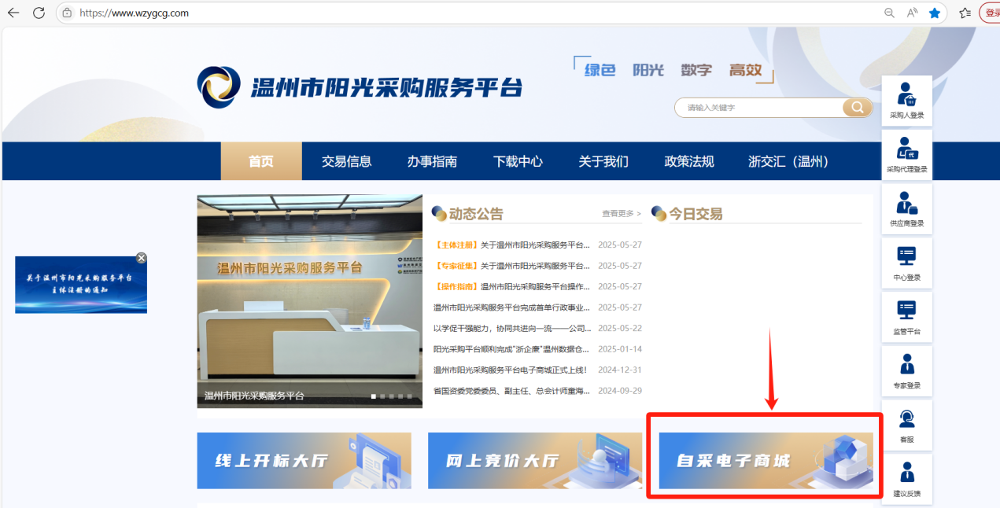 https://www.wzygcg.com
登录
温州市阳光采购服务平台
绿色 阳光 数字 高效
请输入关键字
首页 交易信息 办事指南 下载中心 关于我们 政策法规 浙交汇（温州）
采购人登录
代
采购代理登录
供应商登录
中心登录
监管平台
专家登录
客服
建议反馈
关于温州市阳光采购服务平台
主体注册的通知
温州市阳光采购服务平台
温州市阳光采购服务平台
动态公告 查看更多 >
【主体注册】关于温州市阳光采购服务平台... 2025-05-27
【专家征集】关于温州市阳光采购服务平台... 2025-05-27
【操作指南】温州市阳光采购服务平台操作... 2025-05-27
温州市阳光采购服务平台完成首单行政事业... 2025-05-27
以学促干强能力，协同共进向一流——公司... 2025-05-22
阳光采购平台顺利完成"浙企廉"温州数据仓... 2025-01-14
温州市阳光采购服务平台电子商城正式上线！ 2024-12-31
省国资委党委委员、副主任、总会计师童海... 2024-09-29
今日交易
线上开标大厅
网上竞价大厅
自采电子商城